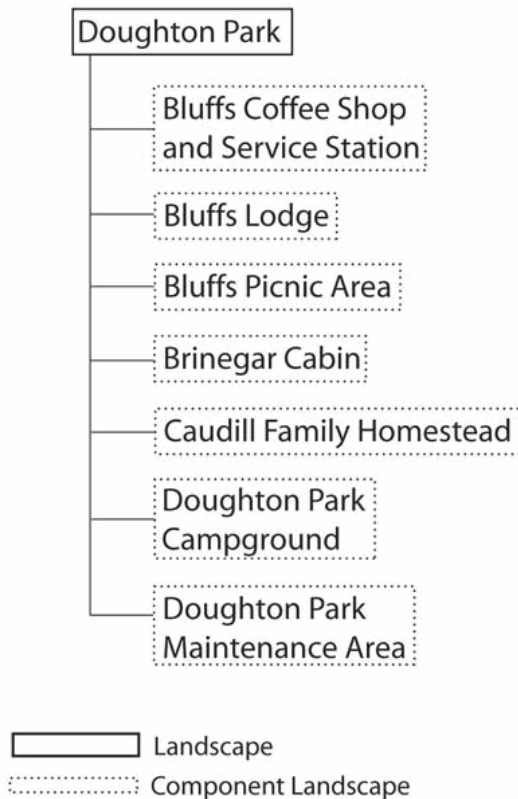 Doughton Park
Bluffs Coffee Shop
and Service Station
Bluffs Lodge
Bluffs Picnic Area
Brinegar Cabin
Caudill Family Homestead
Doughton Park
Campground
Doughton Park
Maintenance Area
Landscape
Component Landscape